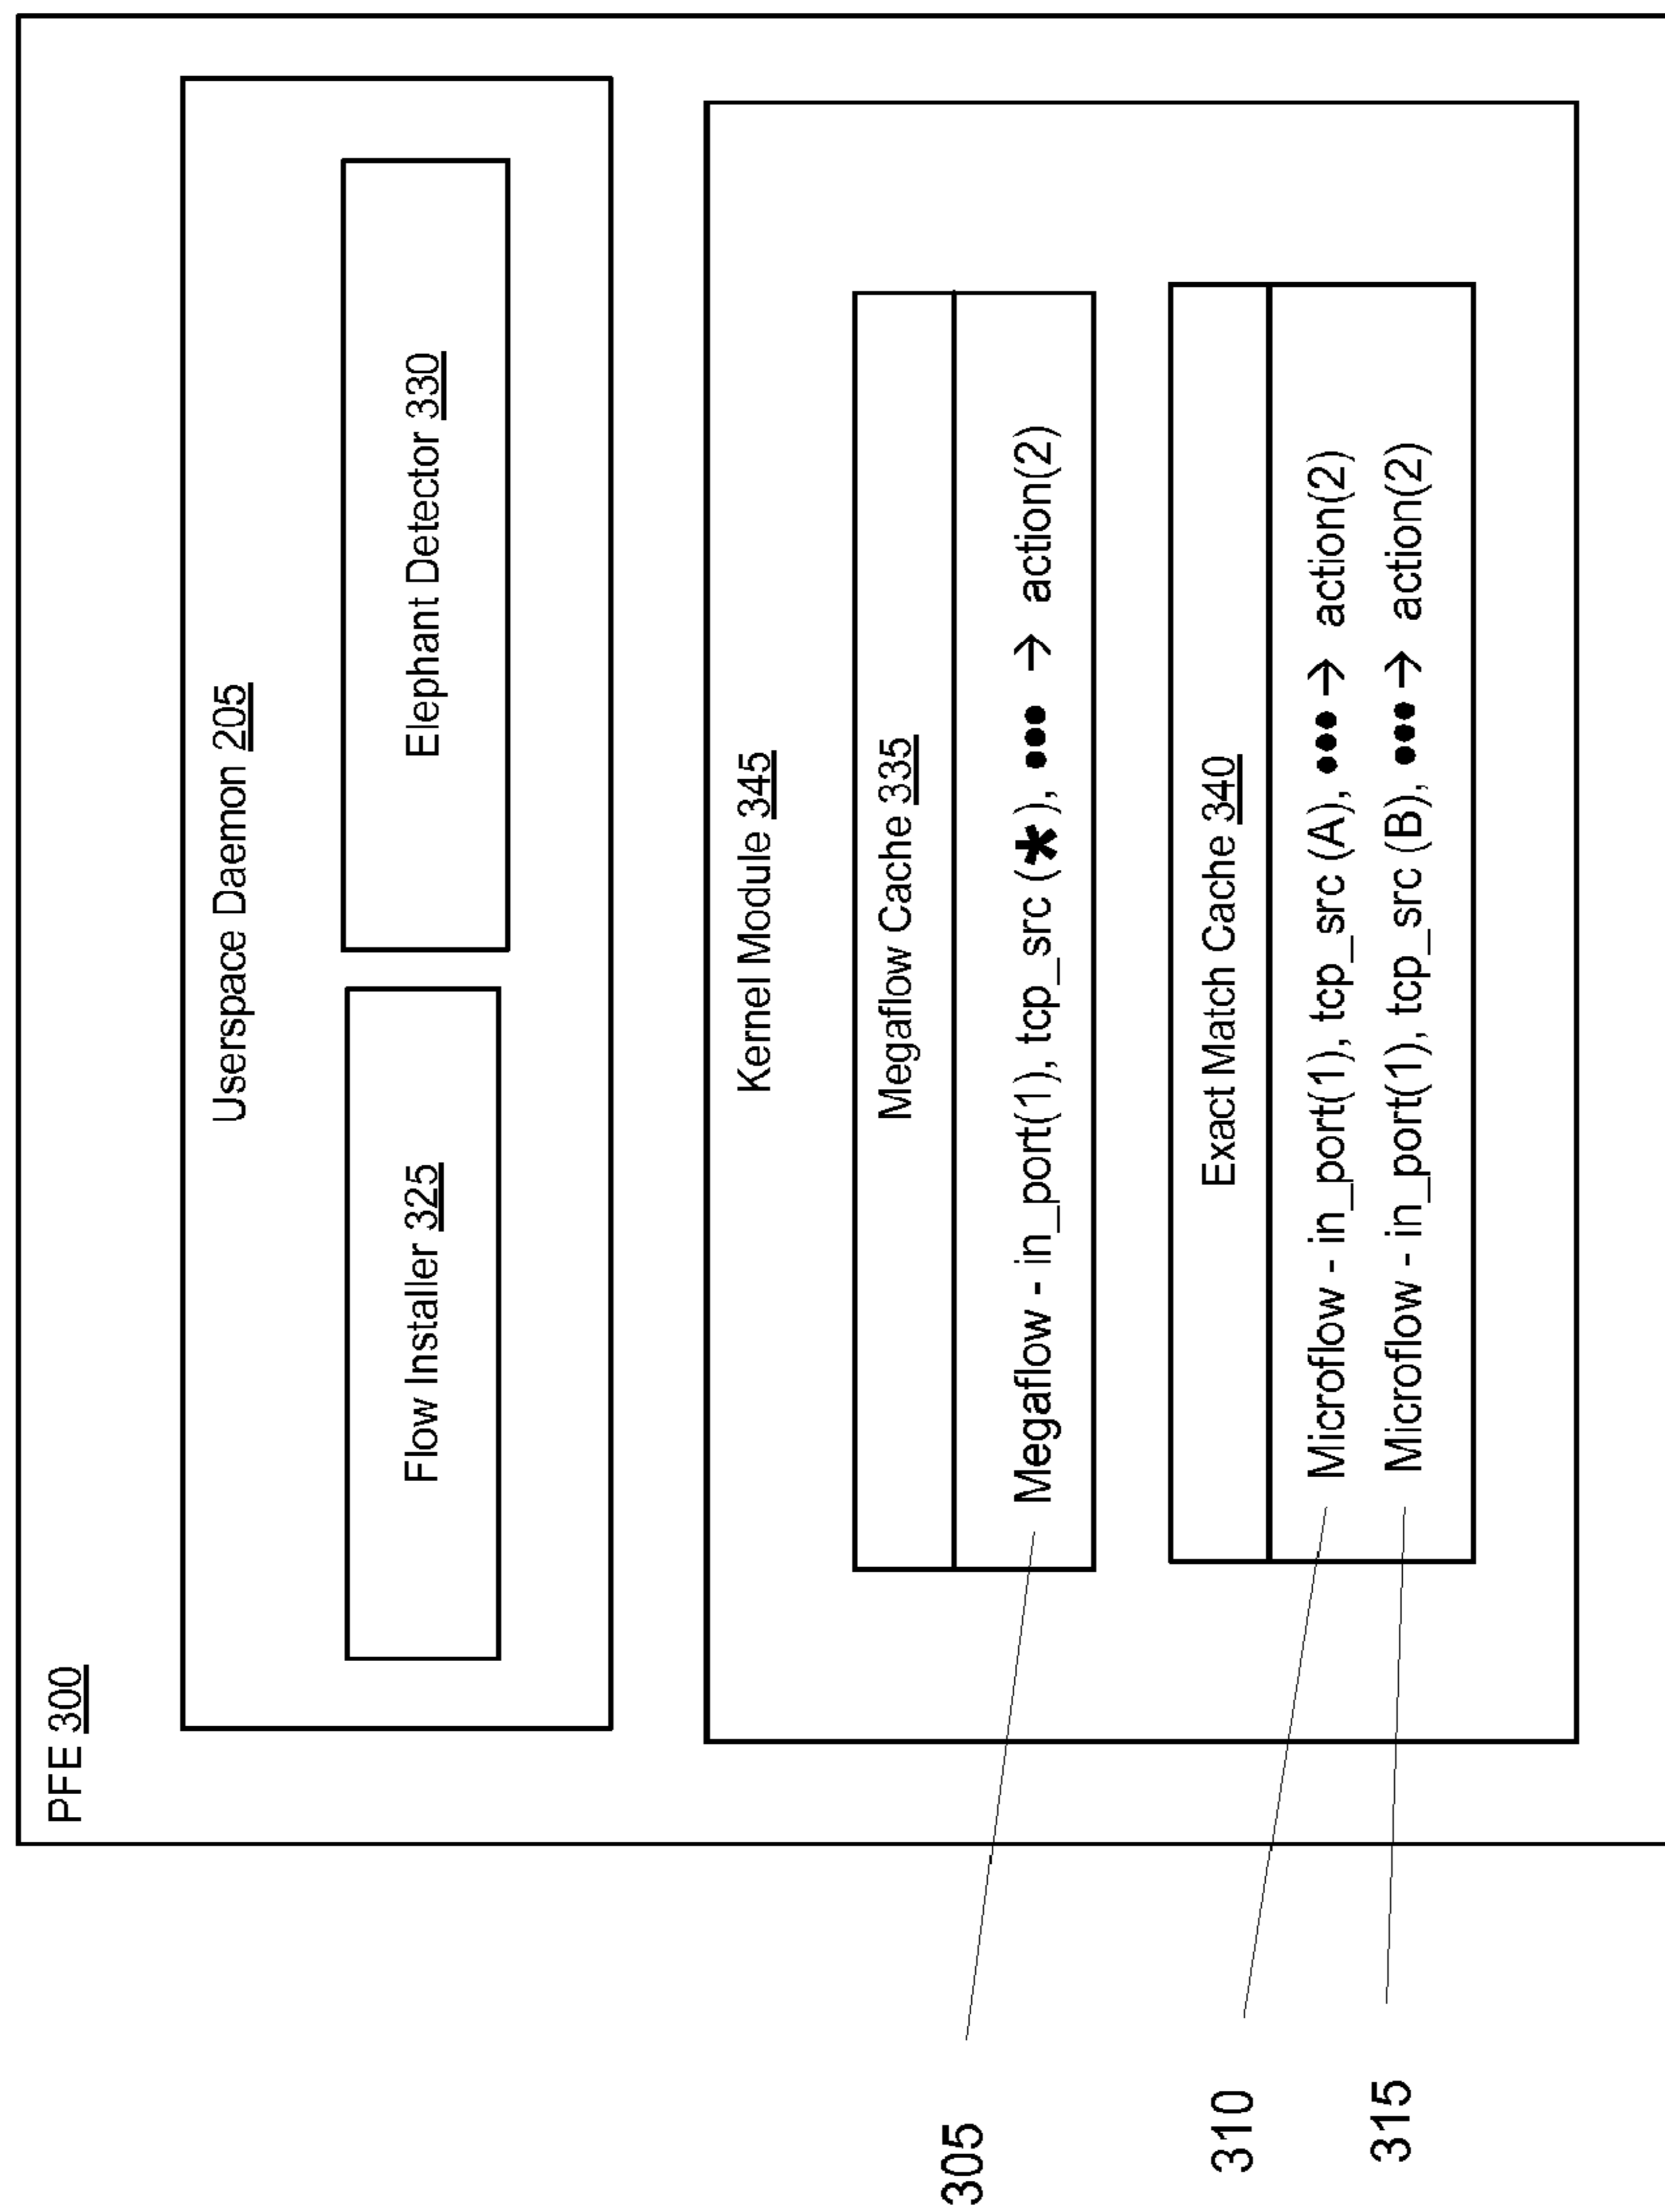 PFE 300
Userspace Daemon 205
Flow Installer 325
Elephant Detector 330
Kernel Module 345
Megaflow Cache 335
Megaflow - in_port(1), tcp_src (*), ••• → action(2)
Exact Match Cache 340
Microflow - in_port(1), tcp_src (A), ••• → action(2)
Microflow - in_port(1), tcp_src (B), ••• → action(2)
305
310
315